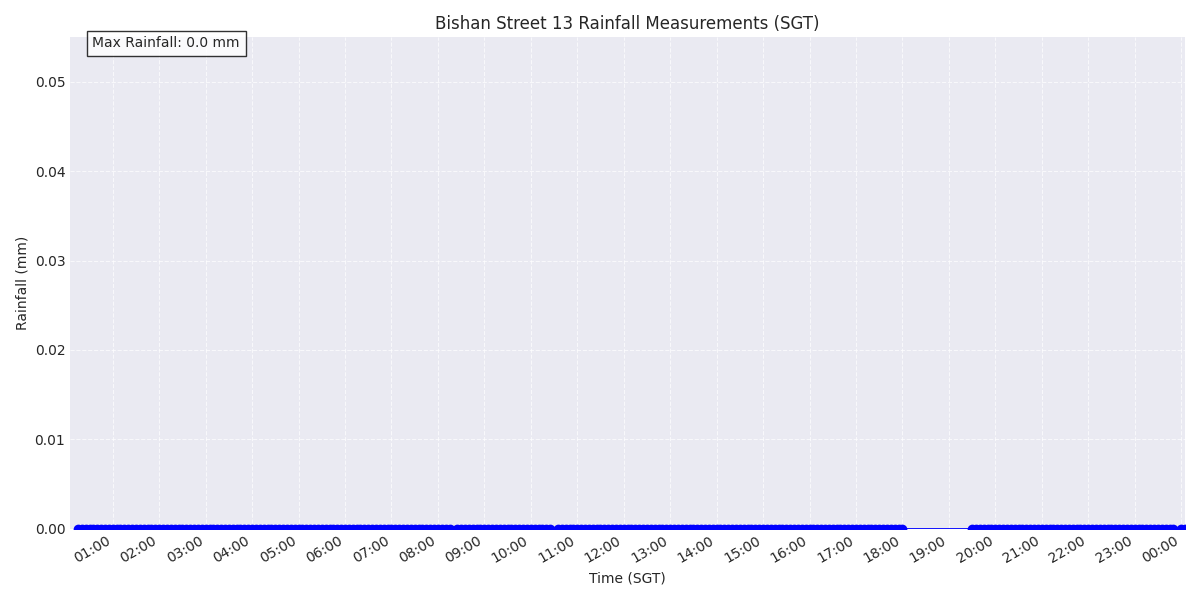 Bishan Street 13 Rainfall Measurements (SGT)
Max Rainfall: 0.0 mm
0.05
0.04
0.03
0.02
0.01
0.00
Rainfall (mm)
01:00 02:00 03:00 04:00 05:00 06:00 07:00 08:00 09:00 10:00 11:00 12:00 13:00 14:00 15:00 16:00 17:00 18:00 19:00 20:00 21:00 22:00 23:00 00:00
Time (SGT)